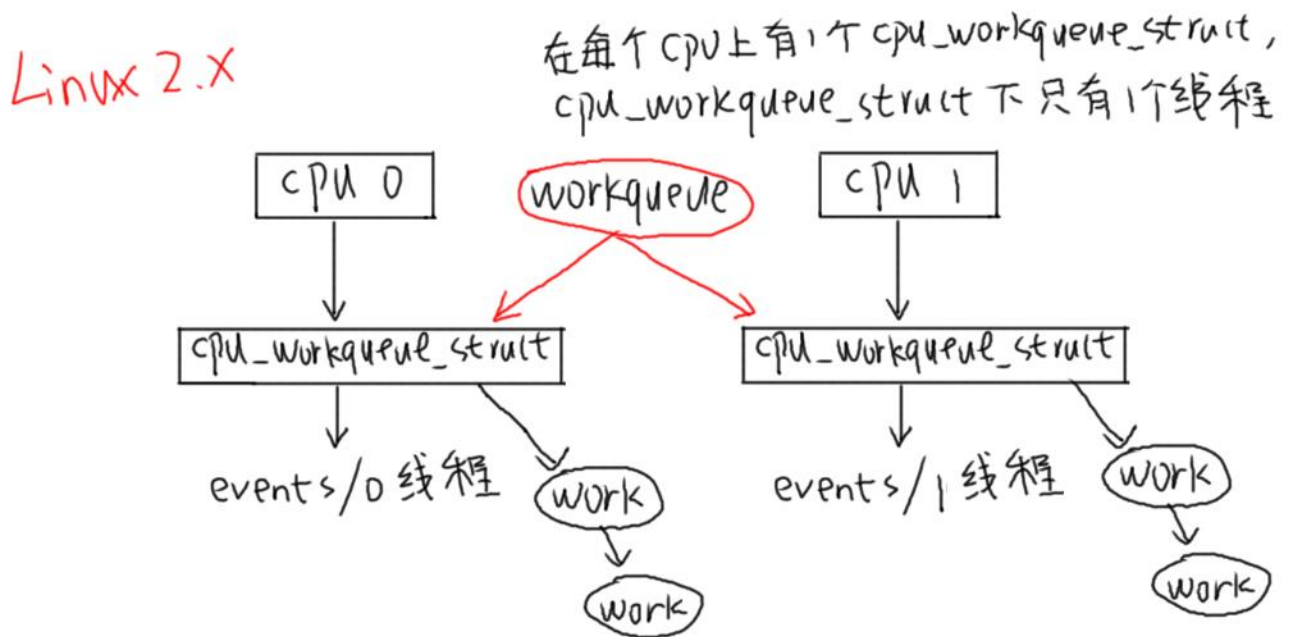 Linux 2.X
在每个CPU上有1个cpu_workqueue_struct,
cpu_workqueue_struct下只有1个线程
cpu 0
workqueue
cpu 1
cpu_workqueue_struct
cpu_workqueue_struct
events/0线程
work
events/1线程
work
work
work